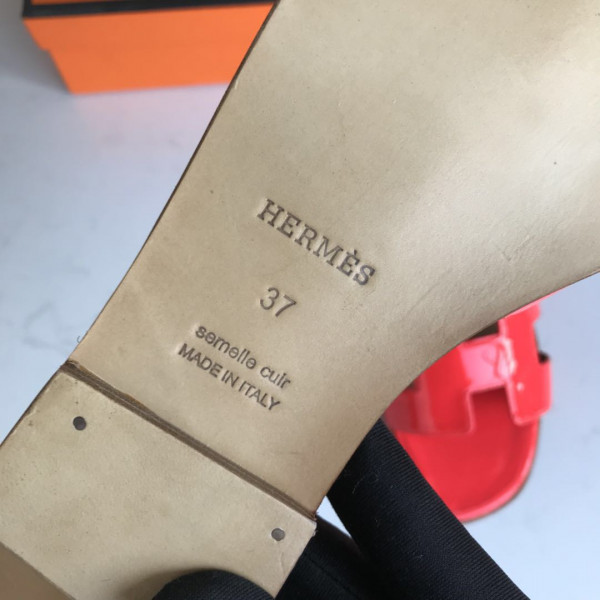 HERMÈS
37
semelle cuir
MADE IN ITALY